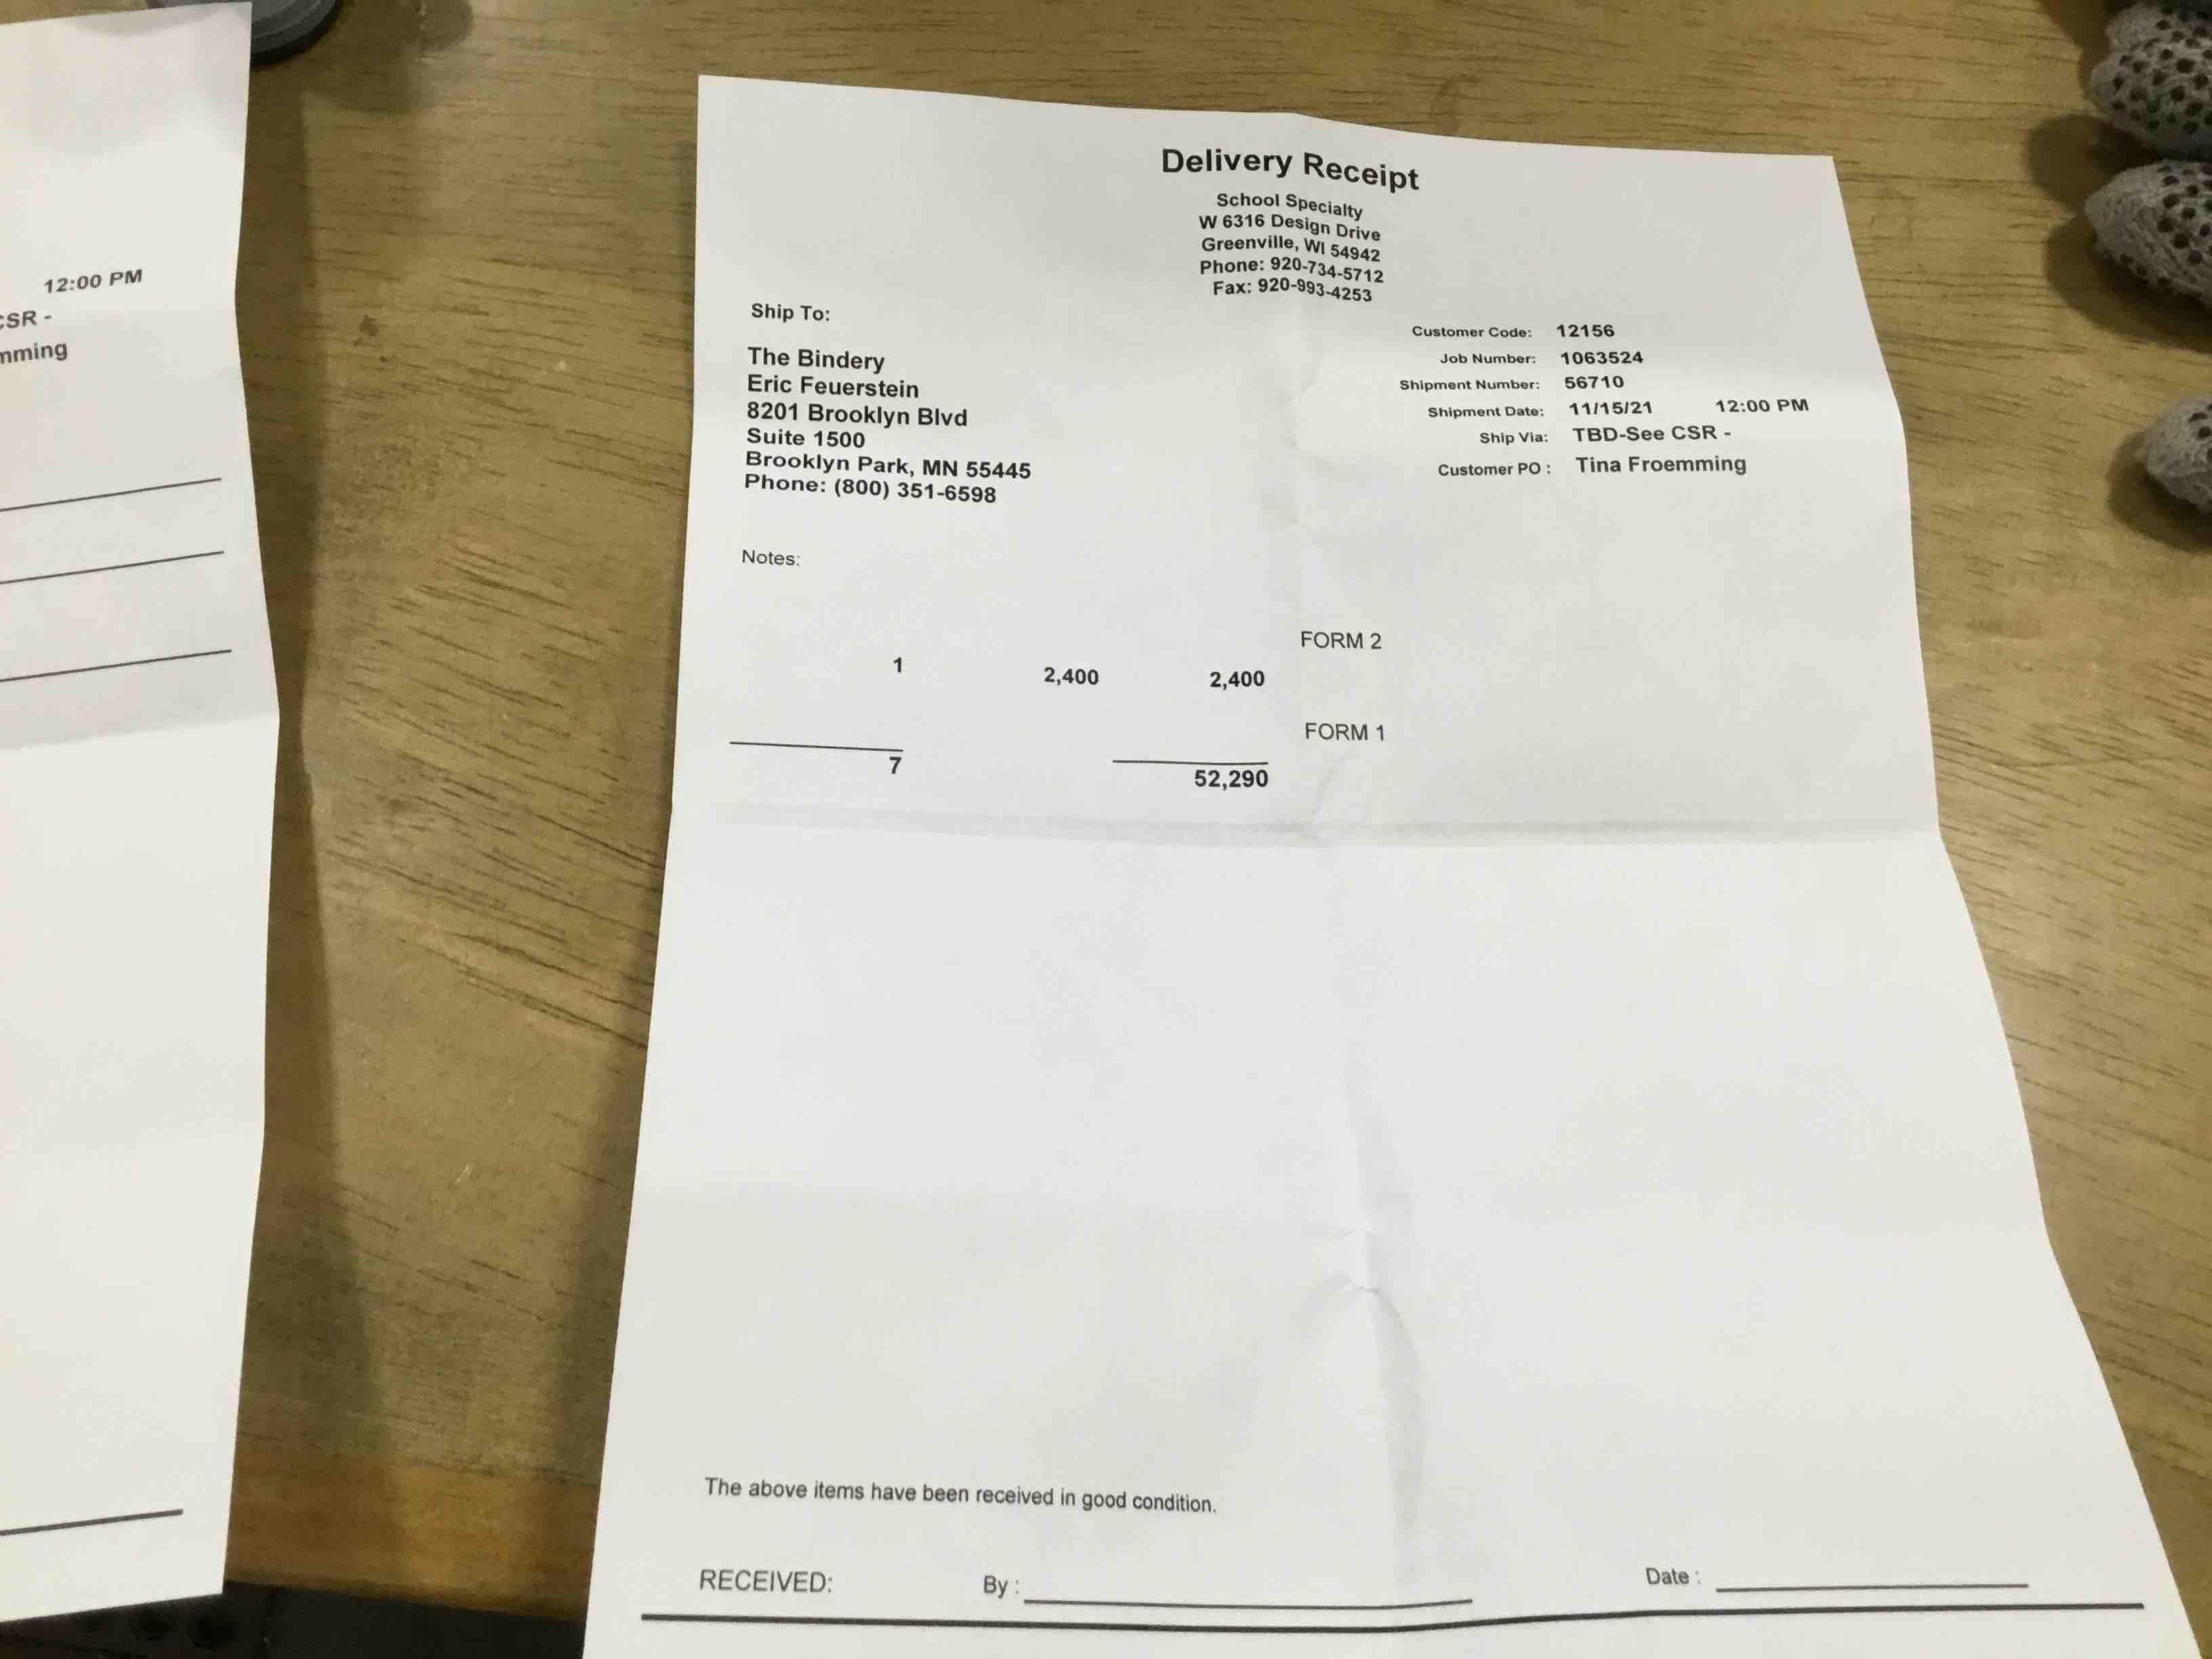 12:00 PM
CSR -
mming
Delivery Receipt
School Specialty
W 6316 Design Drive
Greenville, WI 54942
Phone: 920-734-5712
Fax: 920-993-4253
Ship To:
The Bindery
Eric Feuerstein
8201 Brooklyn Blvd
Suite 1500
Brooklyn Park, MN 55445
Phone: (800) 351-6598
Customer Code: 12156
Job Number: 1063524
Shipment Number: 56710
Shipment Date: 11/15/21 12:00 PM
Ship Via: TBD-See CSR -
Customer PO : Tina Froemming
Notes:
FORM 2
1 2,400 2,400
FORM 1
7 52,290
The above items have been received in good condition.
RECEIVED: By : Date :